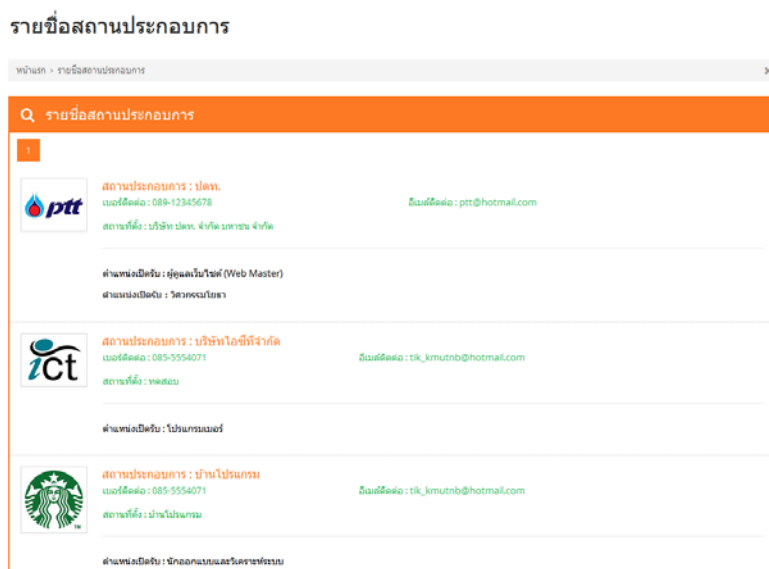 รายชื่อสถานประกอบการ
หน้าแรก > รายชื่อสถานประกอบการ
รายชื่อสถานประกอบการ
1
ptt
สถานประกอบการ : ปตท.
เบอร์ติดต่อ : 089-12345678
อีเมล์ติดต่อ : ptt@hotmail.com
สถานที่ตั้ง : บริษัท ปตท. จำกัด มหาชน จำกัด
ตำแหน่งเปิดรับ : ผู้ดูแลเว็บไซต์ (Web Master)
ตำแหน่งเปิดรับ : วิศวกรรมโยธา
ict
สถานประกอบการ : บริษัทไอซีทีจำกัด
เบอร์ติดต่อ : 085-5554071
อีเมล์ติดต่อ : tik_kmutnb@hotmail.com
สถานที่ตั้ง : ทดสอบ
ตำแหน่งเปิดรับ : โปรแกรมเมอร์
สถานประกอบการ : บ้านโปรแกรม
เบอร์ติดต่อ : 085-5554071
อีเมล์ติดต่อ : tik_kmutnb@hotmail.com
สถานที่ตั้ง : บ้านโปรแกรม
TM
ตำแหน่งเปิดรับ : นักออกแบบและวิเคราะห์ระบบ